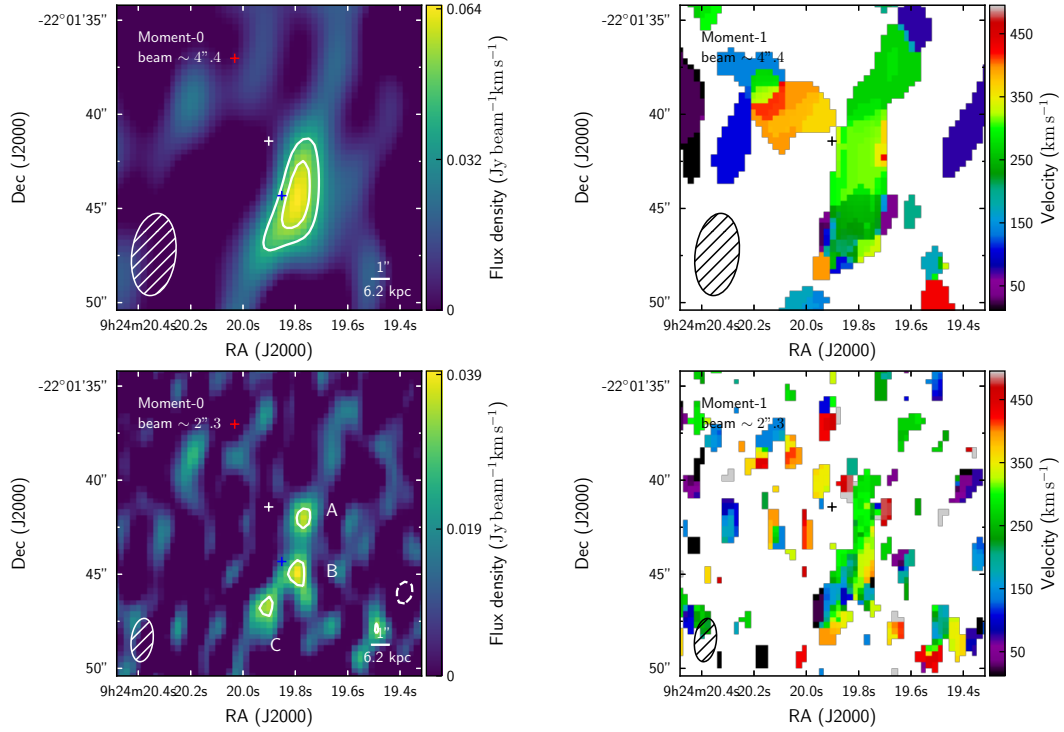 -22°01'35"
40"
45"
50"
Dec (J2000)
Moment-0
beam ~ 4".4
1"
6.2 kpc
9h24m20.4s 20.2s 20.0s 19.8s 19.6s 19.4s
RA (J2000)
0.064
0.032
0
Flux density (Jy beam⁻¹km s⁻¹)
-22°01'35"
40"
45"
50"
Dec (J2000)
Moment-1
beam ~ 4".4
9h24m20.4s 20.2s 20.0s 19.8s 19.6s 19.4s
RA (J2000)
450
350
250
150
50
Velocity (km s⁻¹)
-22°01'35"
40"
45"
50"
Dec (J2000)
Moment-0
beam ~ 2".3
A
B
C
1"
6.2 kpc
9h24m20.4s 20.2s 20.0s 19.8s 19.6s 19.4s
RA (J2000)
0.039
0.019
0
Flux density (Jy beam⁻¹km s⁻¹)
-22°01'35"
40"
45"
50"
Dec (J2000)
Moment-1
beam ~ 2".3
9h24m20.4s 20.2s 20.0s 19.8s 19.6s 19.4s
RA (J2000)
450
350
250
150
50
Velocity (km s⁻¹)